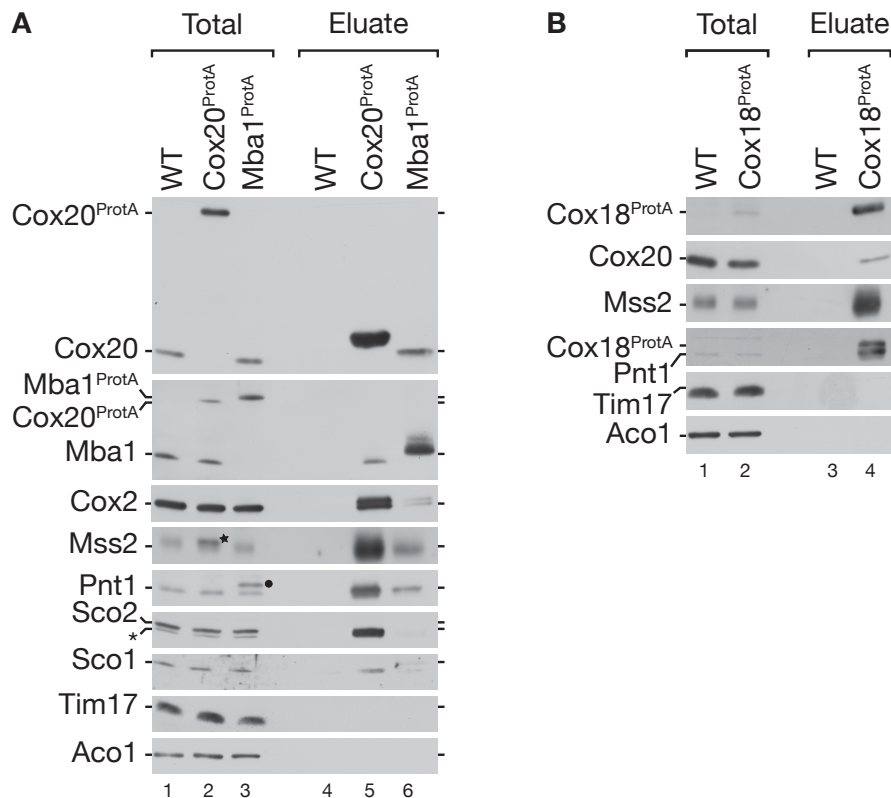 A
Total
Eluate
WT
Cox20ProtA
Mba1ProtA
WT
Cox20ProtA
Mba1ProtA
Cox20ProtA
Cox20
Mba1ProtA
Cox20ProtA
Mba1
Cox2
Mss2
Pnt1
Sco2
*
Sco1
Tim17
Aco1
1 2 3 4 5 6
B
Total
Eluate
WT
Cox18ProtA
WT
Cox18ProtA
Cox18ProtA
Cox20
Mss2
Cox18ProtA
Pnt1
Tim17
Aco1
1 2 3 4